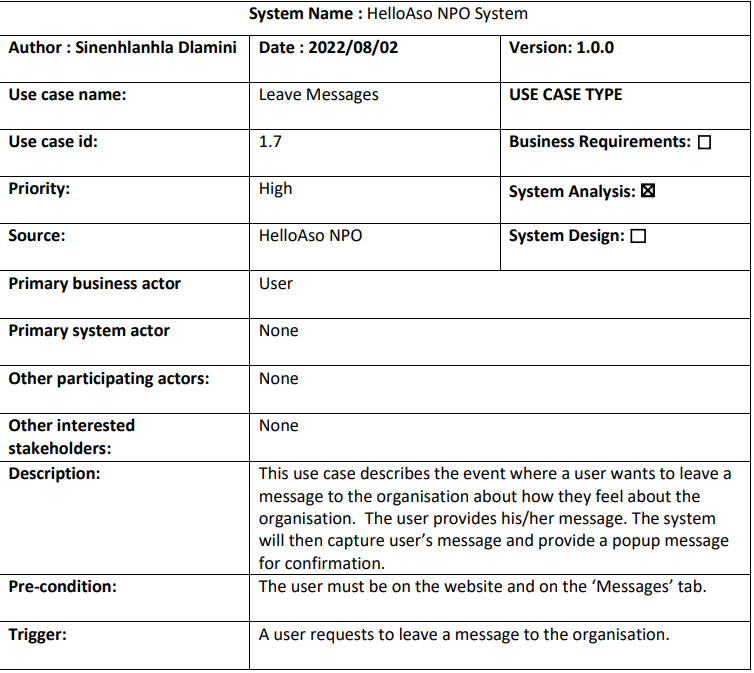 System Name : HelloAso NPO System
Author : Sinenhlanhla Dlamini Date : 2022/08/02 Version: 1.0.0
Use case name: Leave Messages USE CASE TYPE
Use case id: 1.7 Business Requirements: ☐
Priority: High System Analysis: ☒
Source: HelloAso NPO System Design: ☐
Primary business actor User
Primary system actor None
Other participating actors: None
Other interested None
stakeholders:
Description: This use case describes the event where a user wants to leave a
message to the organisation about how they feel about the
organisation.  The user provides his/her message. The system
will then capture user’s message and provide a popup message
for confirmation.
Pre-condition: The user must be on the website and on the ‘Messages’ tab.
Trigger: A user requests to leave a message to the organisation.